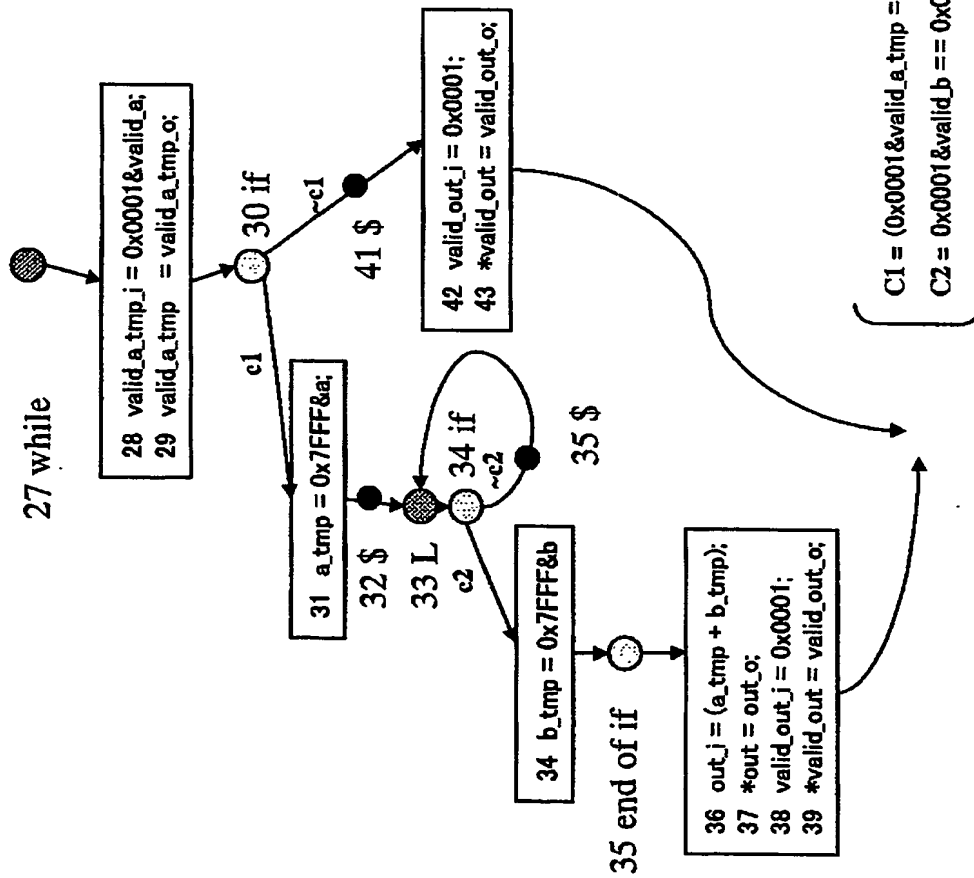 27 while
28 valid_a_tmp_i = 0x0001&valid_a;
29 valid_a_tmp = valid_a_tmp_o;
30 if
c1
~c1
31 a_tmp = 0x7FFF&a;
41 $
32 $
42 valid_out_i = 0x0001;
43 *valid_out = valid_out_o;
33 L
34 if
c2
~c2
35 $
34 b_tmp = 0x7FFF&b
35 end of if
36 out_i = (a_tmp + b_tmp);
37 *out = out_o;
38 valid_out_i = 0x0001;
39 *valid_out = valid_out_o;
C1 = (0x0001&valid_a_tmp =
C2 = 0x0001&valid_b ==